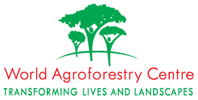 World Agroforestry Centre
TRANSFORMING LIVES AND LANDSCAPES